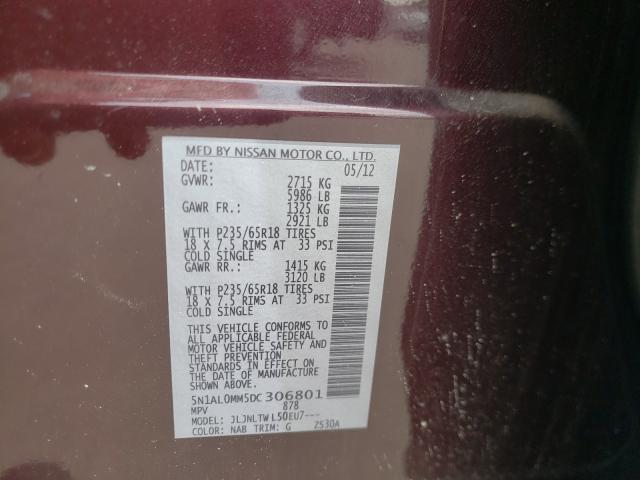 MFD BY NISSAN MOTOR CO., LTD.
DATE: 05/12
GVWR: 2715 KG
5986 LB
GAWR FR.: 1325 KG
2921 LB
WITH P235/65R18 TIRES
18 X 7.5 RIMS AT 33 PSI
COLD SINGLE
GAWR RR.: 1415 KG
3120 LB
WITH P235/65R18 TIRES
18 X 7.5 RIMS AT 33 PSI
COLD SINGLE
THIS VEHICLE CONFORMS TO
ALL APPLICABLE FEDERAL
MOTOR VEHICLE SAFETY AND
THEFT PREVENTION
STANDARDS IN EFFECT ON
THE DATE OF MANUFACTURE
SHOWN ABOVE.
5N1AL0MM5DC306801
MPV 878
MODEL: JLJNLTWL50EU7---
COLOR: NAB TRIM: G ZS30A